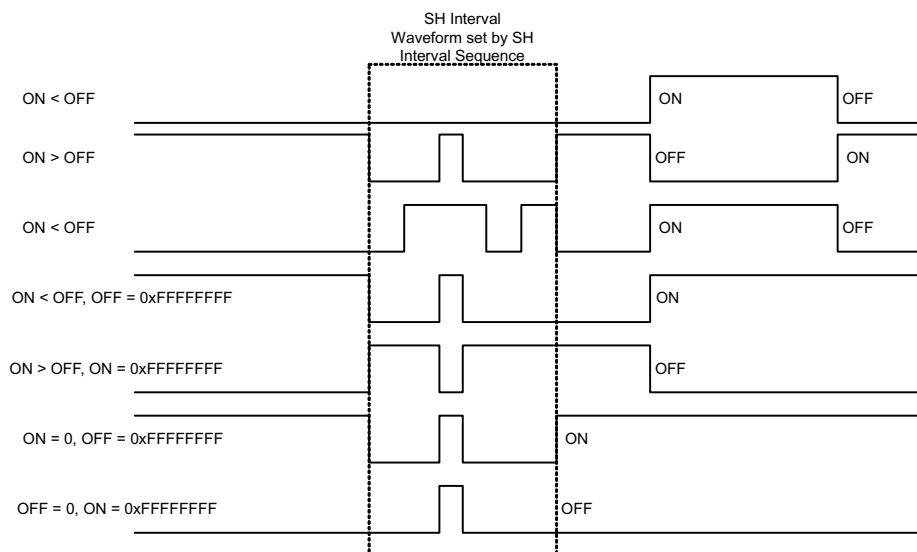 SH Interval
Waveform set by SH
Interval Sequence
ON < OFF
ON
OFF
ON > OFF
OFF
ON
ON < OFF
ON
OFF
ON < OFF, OFF = 0xFFFFFFFF
ON
ON > OFF, ON = 0xFFFFFFFF
OFF
ON = 0, OFF = 0xFFFFFFFF
ON
OFF = 0, ON = 0xFFFFFFFF
OFF